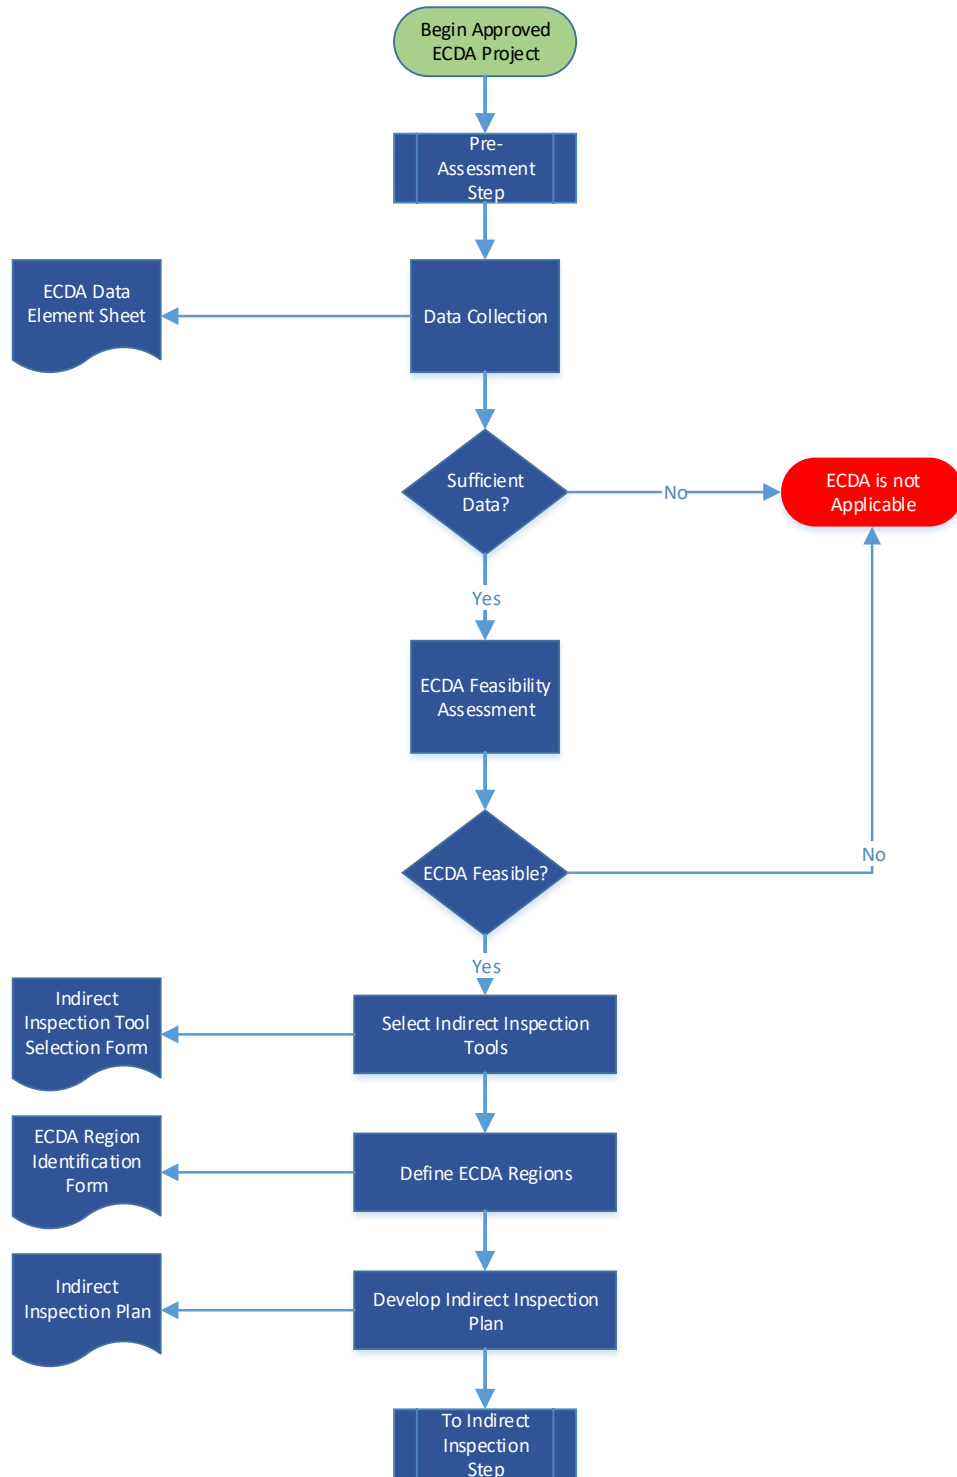 Begin Approved
ECDA Project
Pre-
Assessment
Step
ECDA Data
Element Sheet
Data Collection
Sufficient
Data?
No
ECDA is not
Applicable
Yes
ECDA Feasibility
Assessment
ECDA Feasible?
No
Yes
Indirect
Inspection Tool
Selection Form
Select Indirect Inspection
Tools
ECDA Region
Identification
Form
Define ECDA Regions
Indirect
Inspection Plan
Develop Indirect Inspection
Plan
To Indirect
Inspection
Step